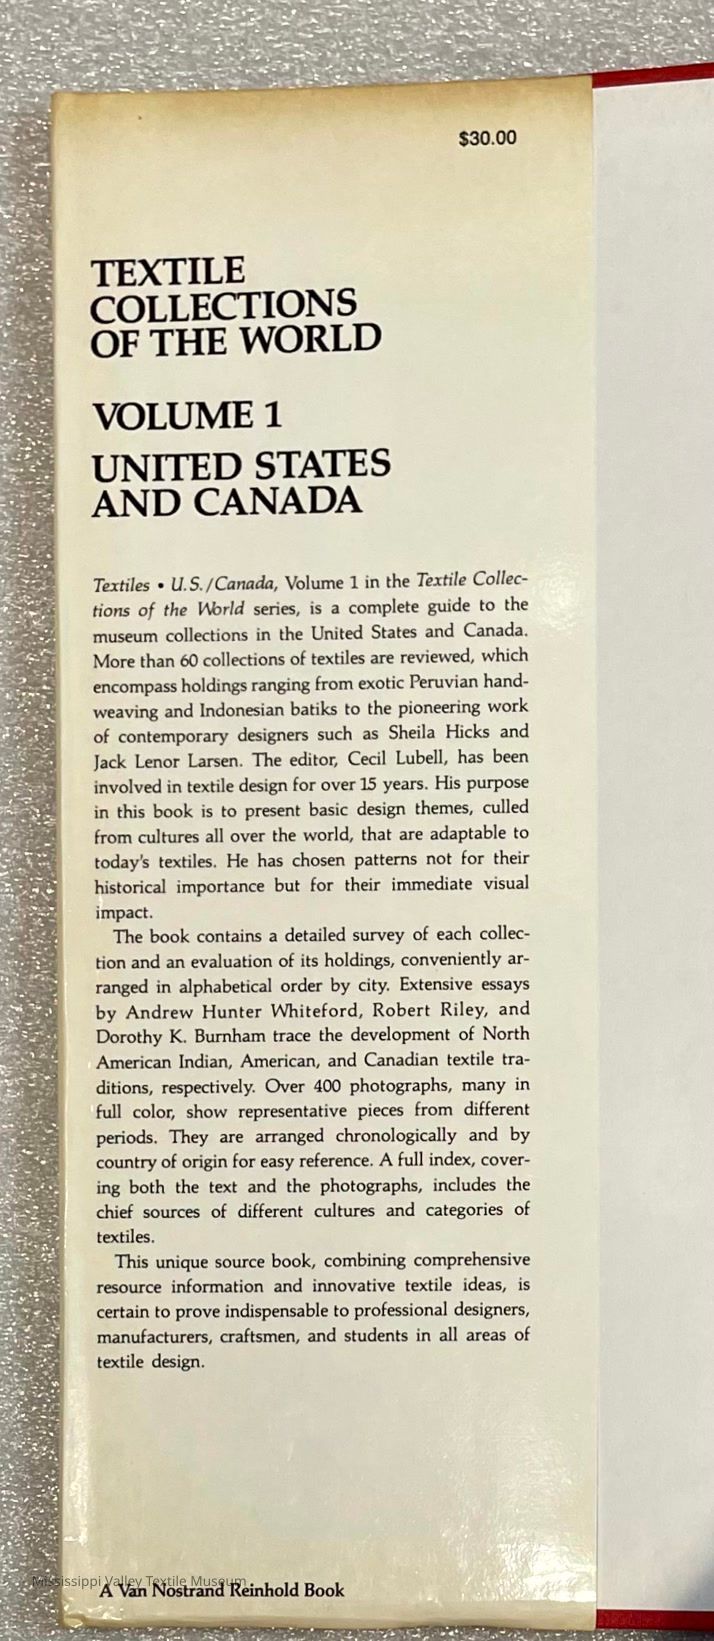 $30.00
TEXTILE
COLLECTIONS
OF THE WORLD
VOLUME 1
UNITED STATES
AND CANADA
Textiles • U.S./Canada, Volume 1 in the Textile Collec-
tions of the World series, is a complete guide to the
museum collections in the United States and Canada.
More than 60 collections of textiles are reviewed, which
encompass holdings ranging from exotic Peruvian hand-
weaving and Indonesian batiks to the pioneering work
of contemporary designers such as Sheila Hicks and
Jack Lenor Larsen. The editor, Cecil Lubell, has been
involved in textile design for over 15 years. His purpose
in this book is to present basic design themes, culled
from cultures all over the world, that are adaptable to
today's textiles. He has chosen patterns not for their
historical importance but for their immediate visual
impact.
The book contains a detailed survey of each collec-
tion and an evaluation of its holdings, conveniently ar-
ranged in alphabetical order by city. Extensive essays
by Andrew Hunter Whiteford, Robert Riley, and
Dorothy K. Burnham trace the development of North
American Indian, American, and Canadian textile tra-
ditions, respectively. Over 400 photographs, many in
full color, show representative pieces from different
periods. They are arranged chronologically and by
country of origin for easy reference. A full index, cover-
ing both the text and the photographs, includes the
chief sources of different cultures and categories of
textiles.
This unique source book, combining comprehensive
resource information and innovative textile ideas, is
certain to prove indispensable to professional designers,
manufacturers, craftsmen, and students in all areas of
textile design.
Mississippi Valley Textile Museum
A Van Nostrand Reinhold Book